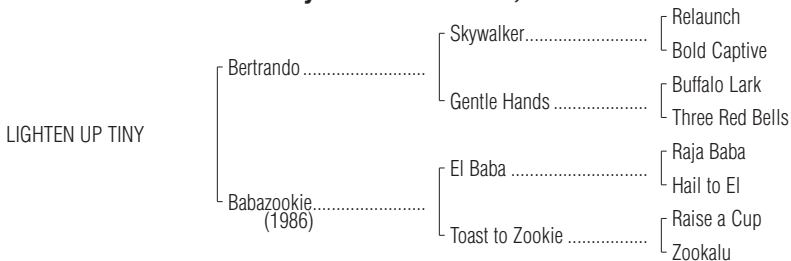 Relaunch
Skywalker..............................
Bold Captive
Bertrando ..............................
Buffalo Lark
Gentle Hands .......................
Three Red Bells
LIGHTEN UP TINY
Raja Baba
El Baba .................................
Hail to El
Babazookie............................
(1986)
Raise a Cup
Toast to Zookie ....................
Zookalu